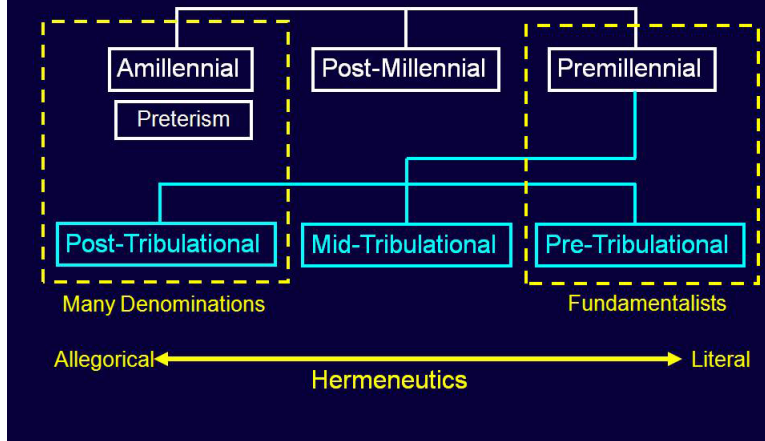 Amillennial
Post-Millennial
Premillennial
Preterism
Post-Tribulational
Mid-Tribulational
Pre-Tribulational
Many Denominations
Fundamentalists
Allegorical
Literal
Hermeneutics